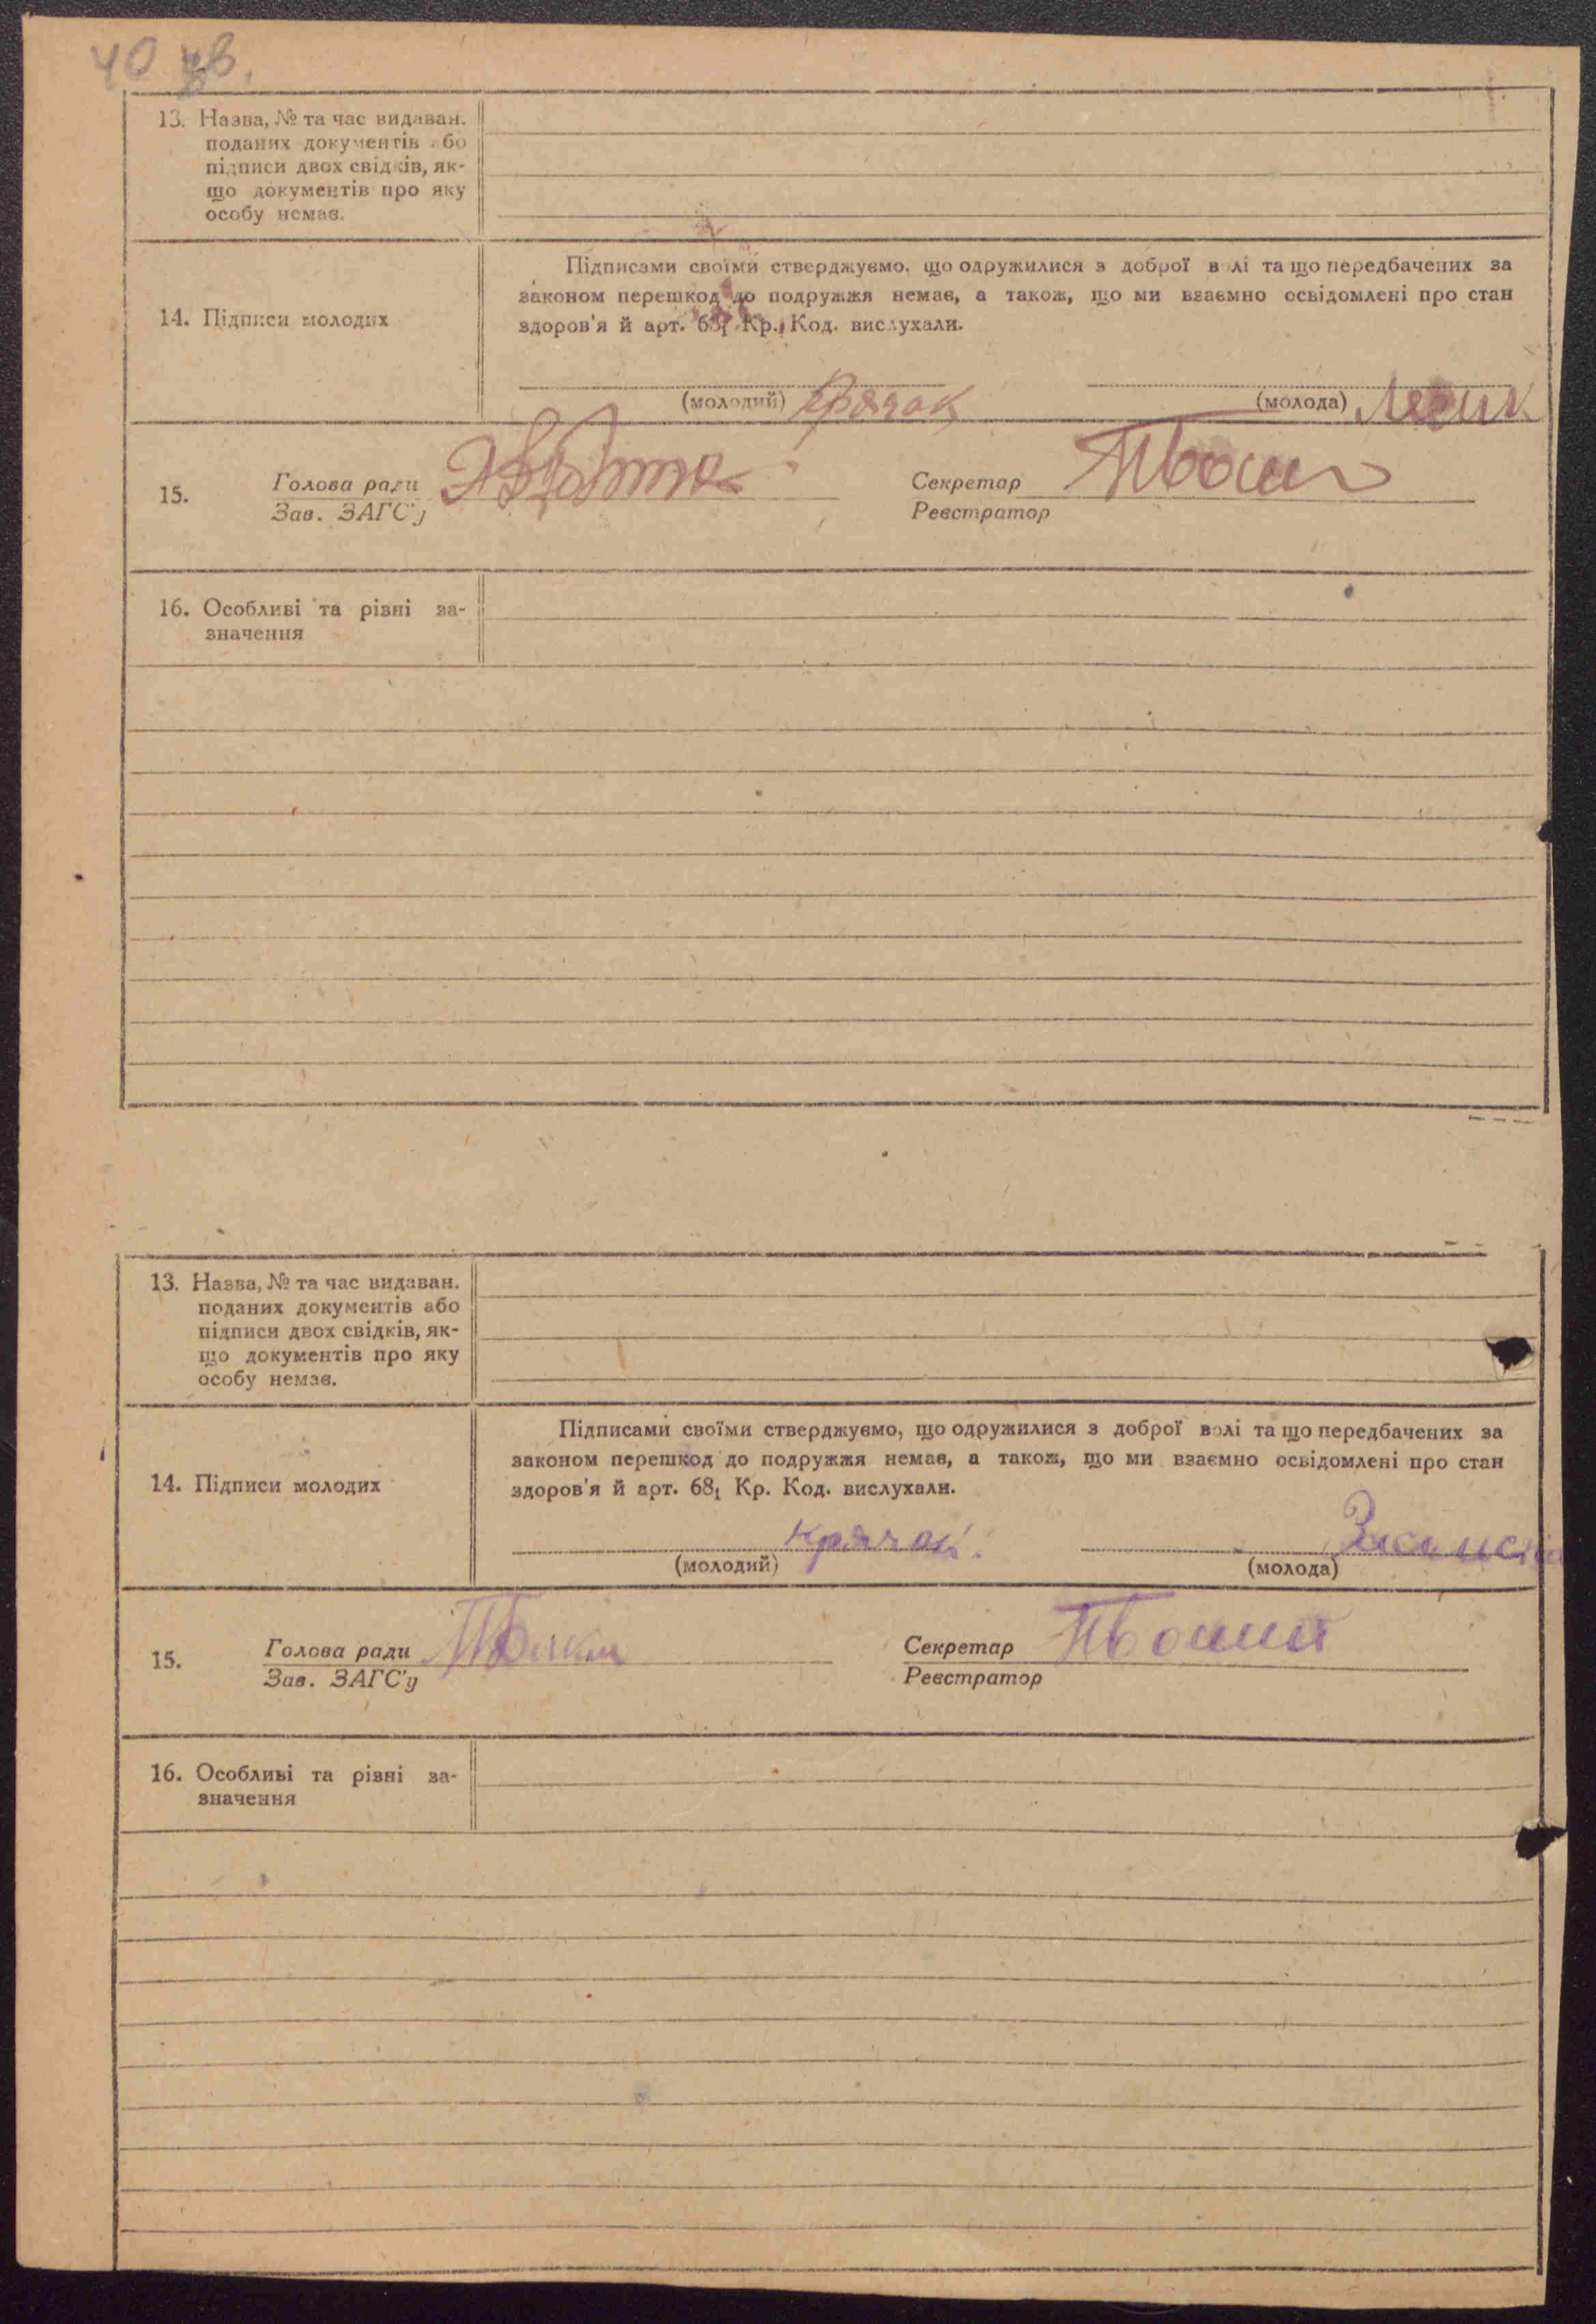 40 зв.
13. Назва, № та час видаван.
поданих документів або
підписи двох свідків, як-
що документів про яку
особу немає.
Підписами своїми стверджуємо, що одружилися з доброї волі та що передбачених за
законом перешкод до подружжя немає, а також, що ми взаємно освідомлені про стан
14. Підписи молодих
здоров'я й арт. 68₁ Кр. Код. вислухали.
(молодий) Крячок (молода)
15. Голова ради Секретар
Зав. ЗАГС'у Реєстратор
16. Особливі та різні за-
значення
13. Назва, № та час видаван.
поданих документів або
підписи двох свідків, як-
що документів про яку
особу немає.
Підписами своїми стверджуємо, що одружилися з доброї волі та що передбачених за
законом перешкод до подружжя немає, а також, що ми взаємно освідомлені про стан
14. Підписи молодих
здоров'я й арт. 68₁ Кр. Код. вислухали.
Крячок.
(молодий) (молода)
15. Голова ради Секретар
Зав. ЗАГС'у Реєстратор
16. Особливі та різні за-
значення